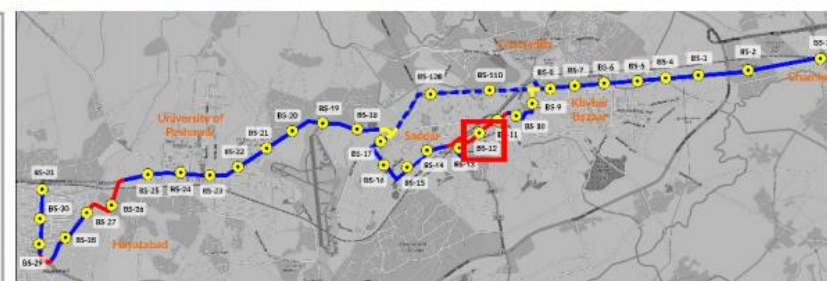 BS-1
BS-2
BS-3
BS-4
BS-5
BS-6
BS-7
BS-8
BS-9
BS-10
BS-11
BS-12
BS-13
BS-14
BS-15
BS-16
BS-17
BS-18
BS-19
BS-20
BS-21
BS-22
BS-23
BS-24
BS-25
BS-26
BS-27
BS-28
BS-29
BS-30
BS-31
BS-11D
University of
Peshawar
Saddar
Khyber
Bazaar
Hayatabad